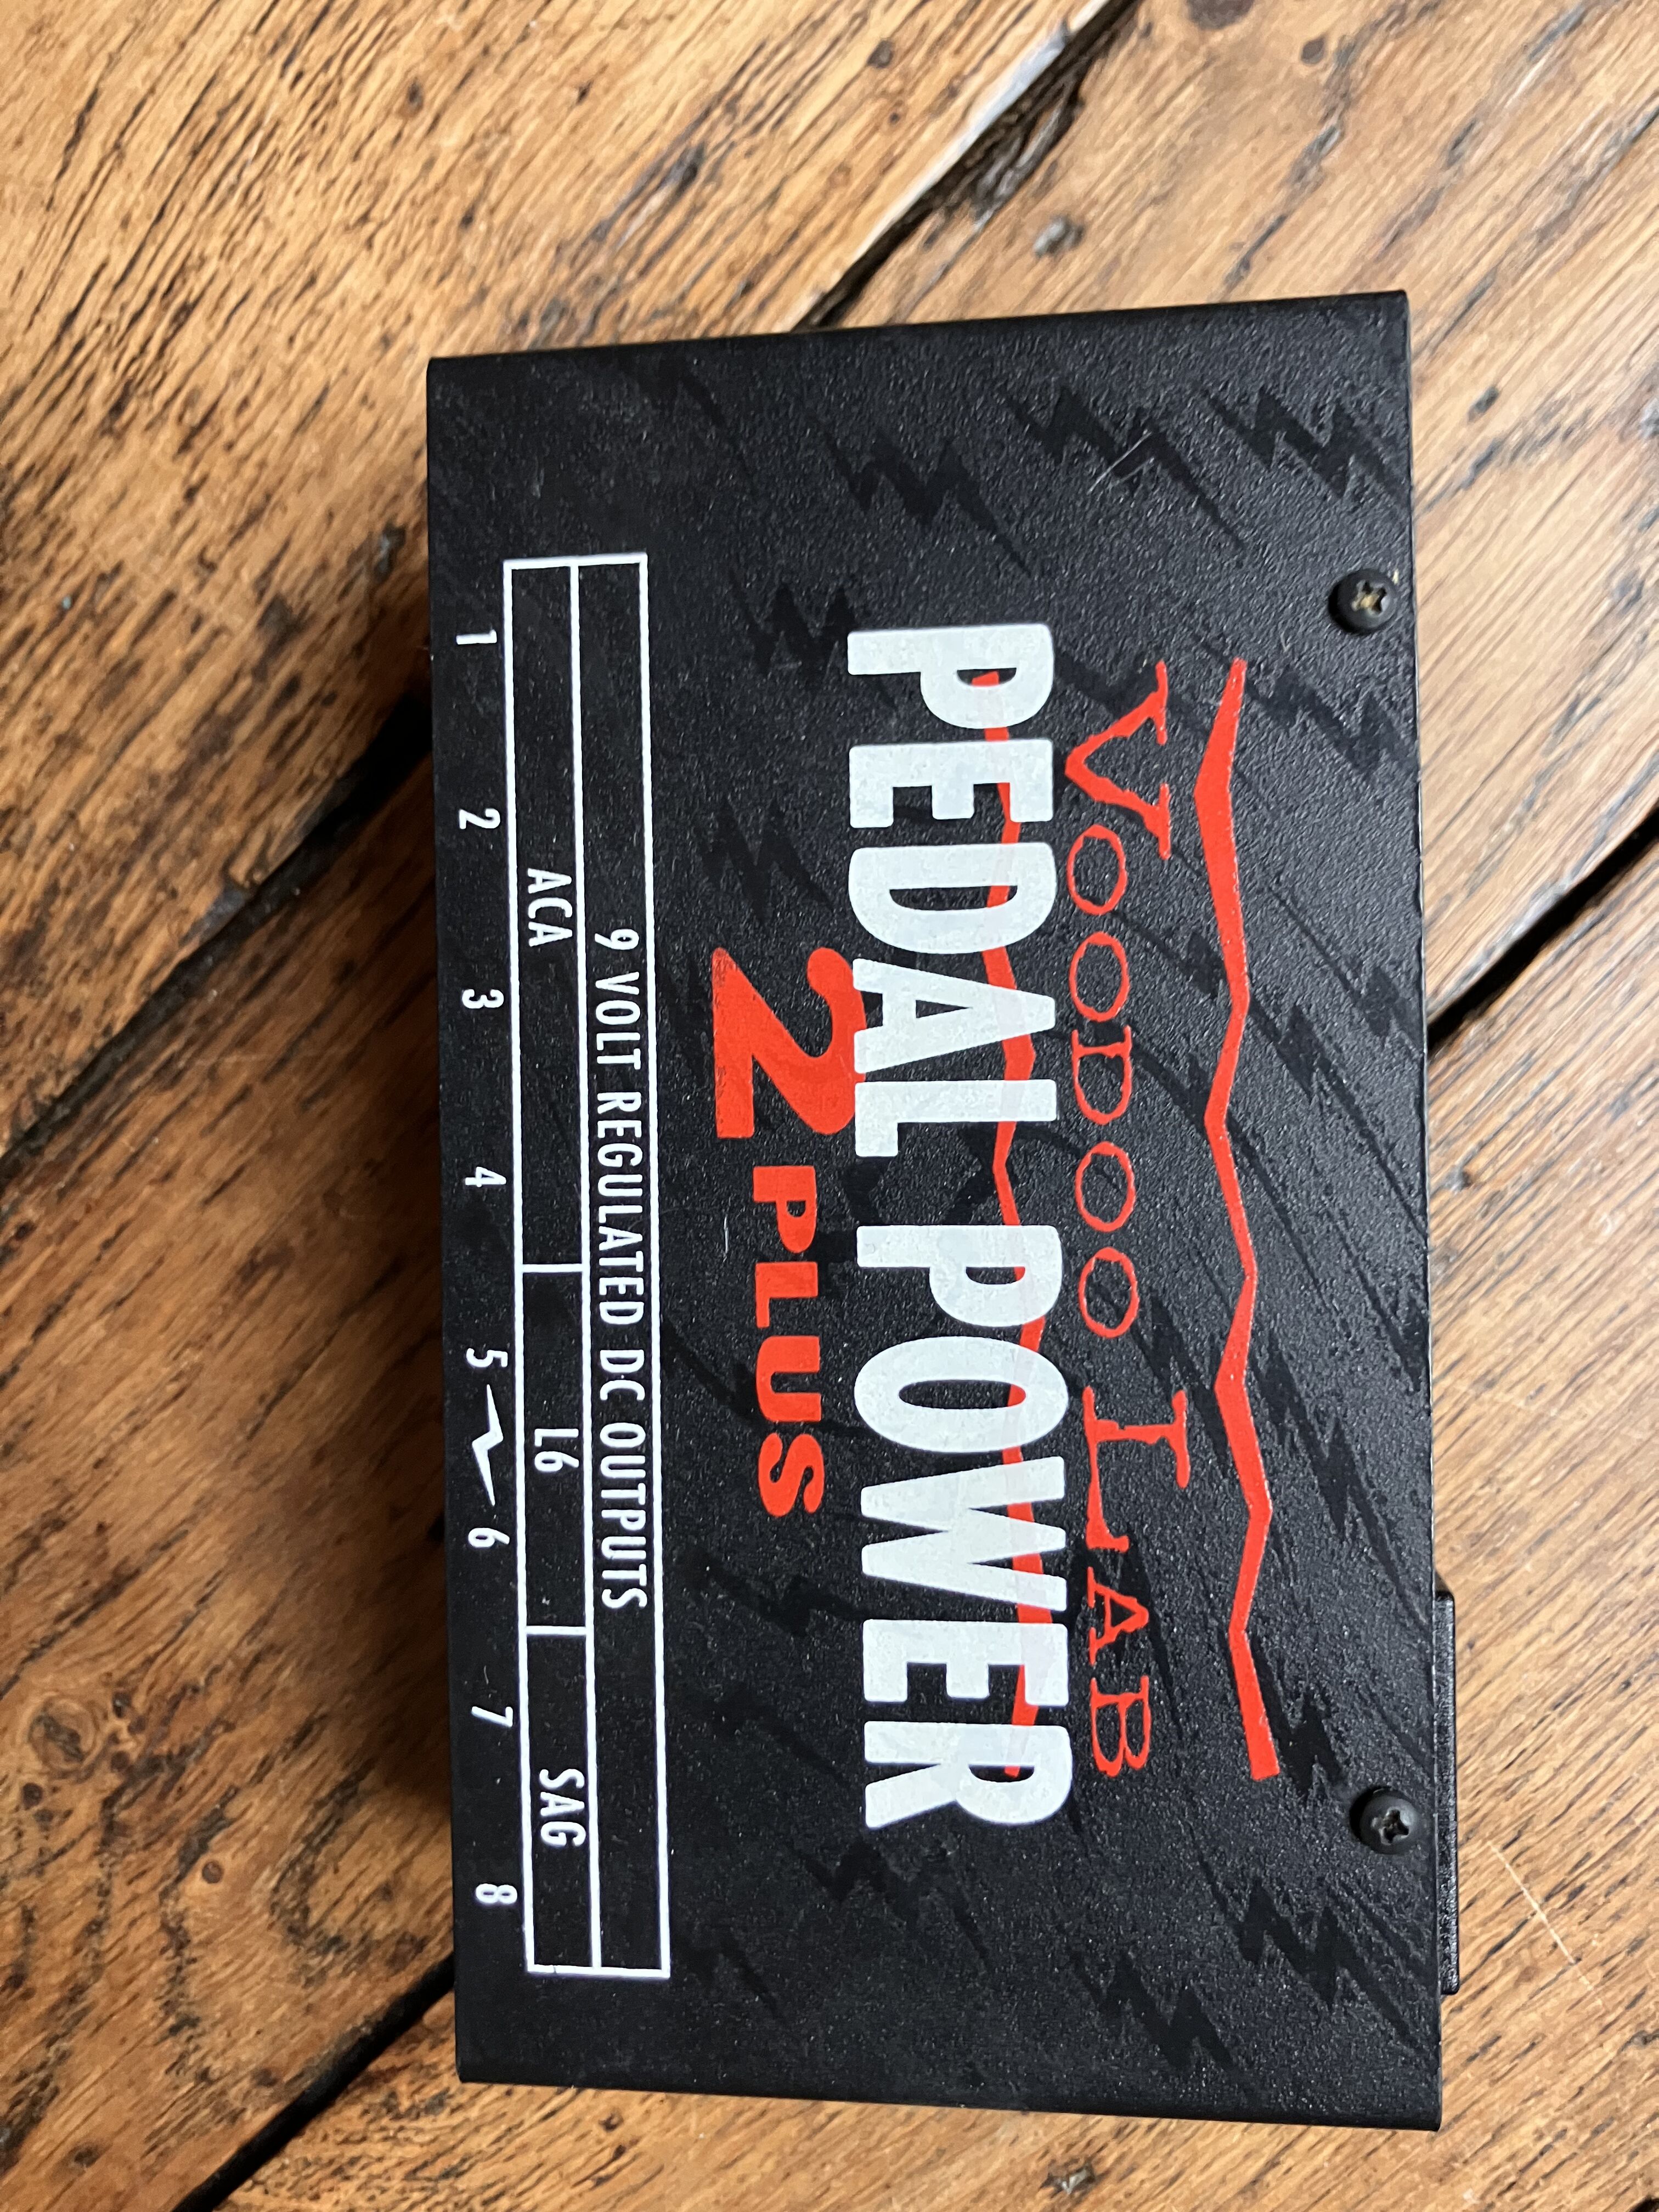 VOODOO LAB
PEDAL POWER
2 PLUS
9 VOLT REGULATED DC OUTPUTS
ACA L6 SAG
1 2 3 4 5 6 7 8